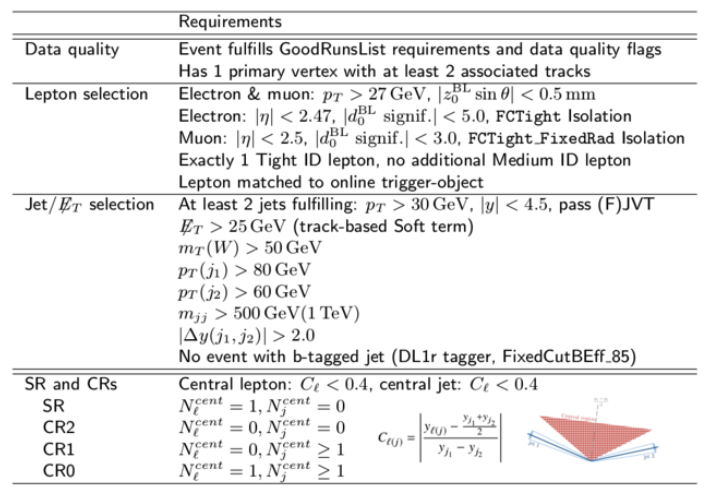 Requirements
Data quality Event fulfills GoodRunsList requirements and data quality flags
Has 1 primary vertex with at least 2 associated tracks
Lepton selection Electron & muon: p_T > 27 GeV, |z_0^BL sin θ| < 0.5 mm
Electron: |η| < 2.47, |d_0^BL signif.| < 5.0, FCTight Isolation
Muon: |η| < 2.5, |d_0^BL signif.| < 3.0, FCTight_FixedRad Isolation
Exactly 1 Tight ID lepton, no additional Medium ID lepton
Lepton matched to online trigger-object
Jet/E̸_T selection At least 2 jets fulfilling: p_T > 30 GeV, |y| < 4.5, pass (F)JVT
E̸_T > 25 GeV (track-based Soft term)
m_T(W) > 50 GeV
p_T(j_1) > 80 GeV
p_T(j_2) > 60 GeV
m_jj > 500 GeV(1 TeV)
|Δy(j_1, j_2)| > 2.0
No event with b-tagged jet (DL1r tagger, FixedCutBEff_85)
SR and CRs Central lepton: C_ℓ < 0.4, central jet: C_ℓ < 0.4
SR N_ℓ^cent = 1, N_j^cent = 0
CR2 N_ℓ^cent = 0, N_j^cent = 0
CR1 N_ℓ^cent = 0, N_j^cent ≥ 1
CR0 N_ℓ^cent = 1, N_j^cent ≥ 1
C_ℓ(j) = | (y_ℓ(j) − (y_j1 + y_j2)/2) / (y_j1 − y_j2) |
Central region